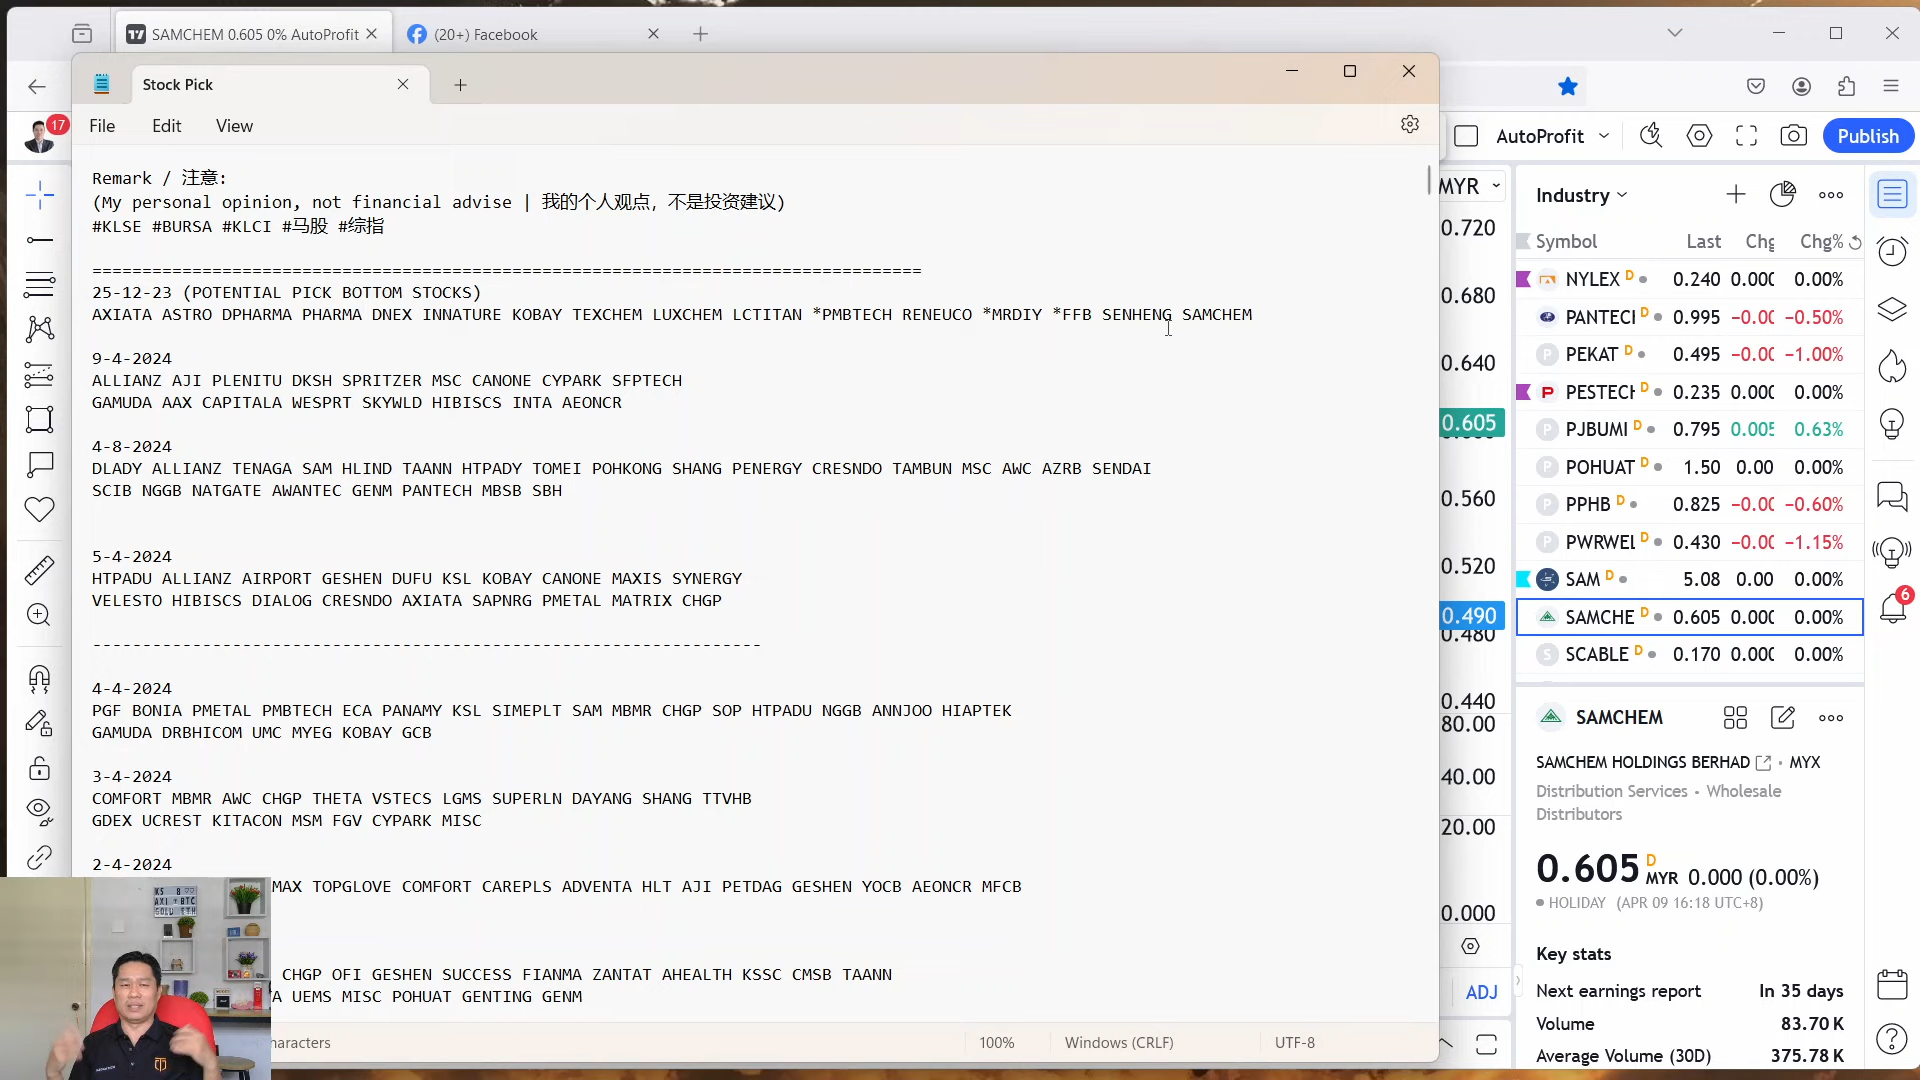 SAMCHEM 0.605 0% AutoProfit
(20+) Facebook
Stock Pick
File Edit View
17
AutoProfit
Publish
Remark / 注意:
(My personal opinion, not financial advise | 我的个人观点，不是投资建议)
#KLSE #BURSA #KLCI #马股 #综指
===================================================================================
25-12-23 (POTENTIAL PICK BOTTOM STOCKS)
AXIATA ASTRO DPHARMA PHARMA DNEX INNATURE KOBAY TEXCHEM LUXCHEM LCTITAN *PMBTECH RENEUCO *MRDIY *FFB SENHENG SAMCHEM
9-4-2024
ALLIANZ AJI PLENITU DKSH SPRITZER MSC CANONE CYPARK SFPTECH
GAMUDA AAX CAPITALA WESPRT SKYWLD HIBISCS INTA AEONCR
4-8-2024
DLADY ALLIANZ TENAGA SAM HLIND TAANN HTPADY TOMEI POHKONG SHANG PENERGY CRESNDO TAMBUN MSC AWC AZRB SENDAI
SCIB NGGB NATGATE AWANTEC GENM PANTECH MBSB SBH
5-4-2024
HTPADU ALLIANZ AIRPORT GESHEN DUFU KSL KOBAY CANONE MAXIS SYNERGY
VELESTO HIBISCS DIALOG CRESNDO AXIATA SAPNRG PMETAL MATRIX CHGP
-------------------------------------------------------------------
4-4-2024
PGF BONIA PMETAL PMBTECH ECA PANAMY KSL SIMEPLT SAM MBMR CHGP SOP HTPADU NGGB ANNJOO HIAPTEK
GAMUDA DRBHICOM UMC MYEG KOBAY GCB
3-4-2024
COMFORT MBMR AWC CHGP THETA VSTECS LGMS SUPERLN DAYANG SHANG TTVHB
GDEX UCREST KITACON MSM FGV CYPARK MISC
2-4-2024
MAX TOPGLOVE COMFORT CAREPLS ADVENTA HLT AJI PETDAG GESHEN YOCB AEONCR MFCB
CHGP OFI GESHEN SUCCESS FIANMA ZANTAT AHEALTH KSSC CMSB TAANN
UEMS MISC POHUAT GENTING GENM
100% Windows (CRLF) UTF-8
MYR
0.720
0.680
0.640
0.605
0.560
0.520
0.490
0.480
0.440
80.00
40.00
20.00
0.000
ADJ
Industry
Symbol Last Chg Chg%
NYLEX D 0.240 0.000 0.00%
PANTECH D 0.995 −0.00 −0.50%
PEKAT D 0.495 −0.00 −1.00%
PESTECH D 0.235 0.000 0.00%
PJBUMI D 0.795 0.005 0.63%
POHUAT D 1.50 0.00 0.00%
PPHB D 0.825 −0.00 −0.60%
PWRWEL D 0.430 −0.00 −1.15%
SAM D 5.08 0.00 0.00%
SAMCHE D 0.605 0.000 0.00%
SCABLE D 0.170 0.000 0.00%
6
SAMCHEM
SAMCHEM HOLDINGS BERHAD • MYX
Distribution Services • Wholesale
Distributors
0.605 D MYR 0.000 (0.00%)
HOLIDAY (APR 09 16:18 UTC+8)
Key stats
Next earnings report In 35 days
Volume 83.70 K
Average Volume (30D) 375.78 K